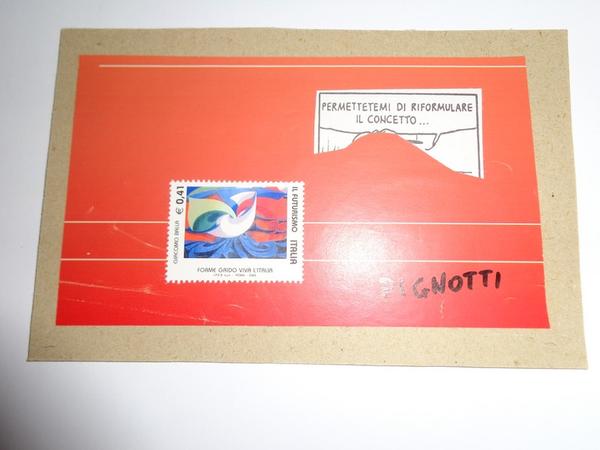 PERMETTETEMI DI RIFORMULARE
IL CONCETTO...
€ 0,41
GIACOMO BALLA
IL FUTURISMO ITALIA
FORME GRIDO VIVA L'ITALIA
PIGNOTTI